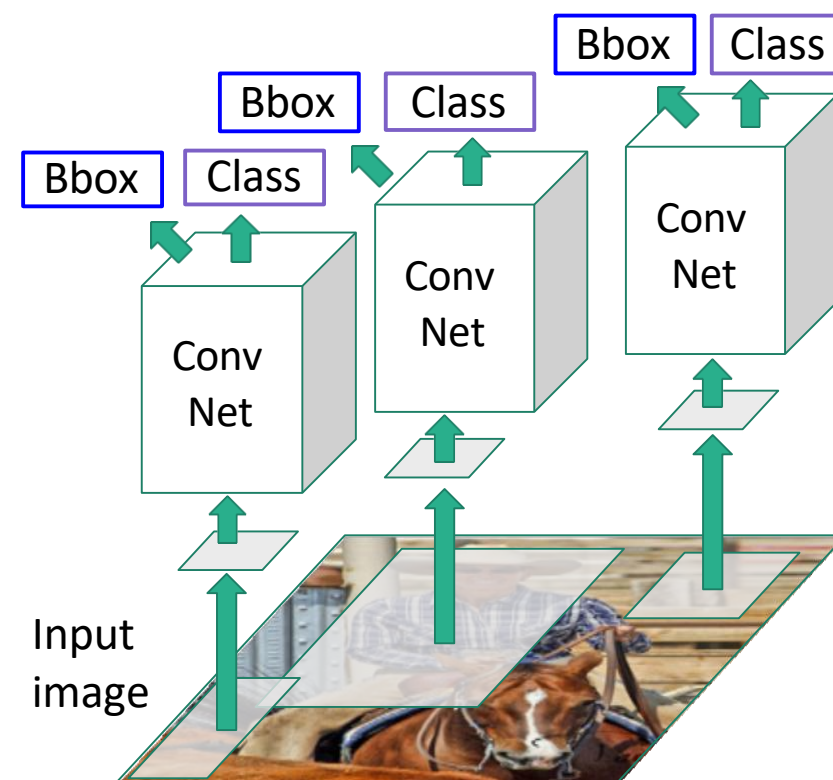 Bbox Class
Bbox Class
Bbox Class
Conv
Net
Conv
Net
Conv
Net
Input
image